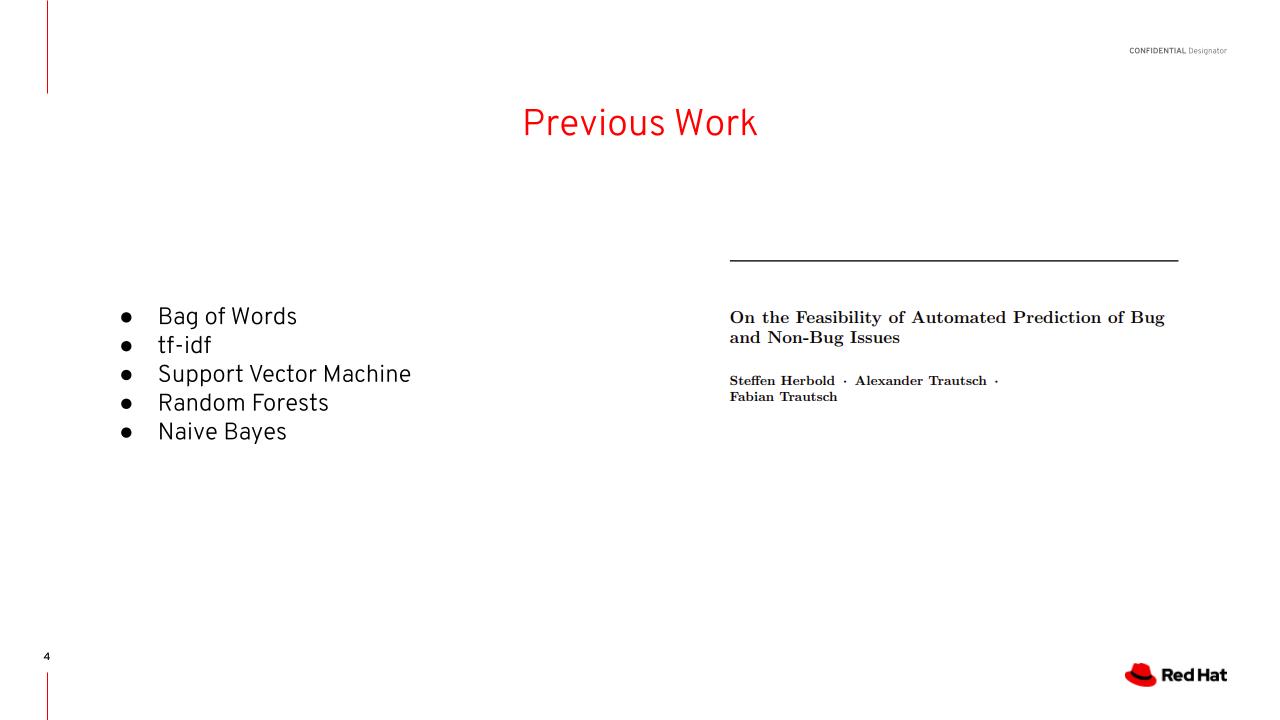 CONFIDENTIAL Designator
Previous Work
● Bag of Words
● tf-idf
● Support Vector Machine
● Random Forests
● Naive Bayes
On the Feasibility of Automated Prediction of Bug
and Non-Bug Issues
Steffen Herbold · Alexander Trautsch ·
Fabian Trautsch
4
Red Hat